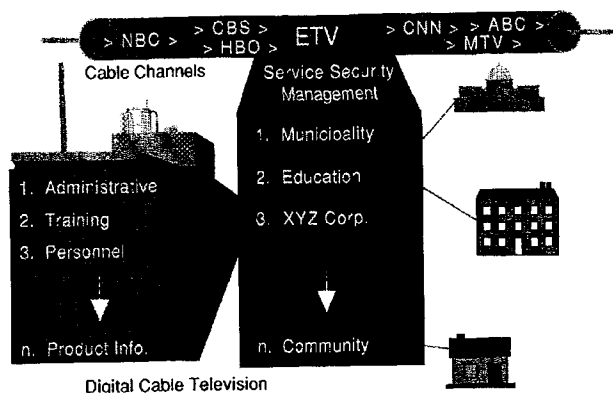 > NBC > > CBS > > HBO > ETV > CNN > > ABC > MTV >
Cable Channels
Service Security
Management
1. Municioality
2. Education
3. XYZ Corp.
n. Community
1. Administrative
2. Training
3. Personnel
n. Product Info.
Digital Cable Television